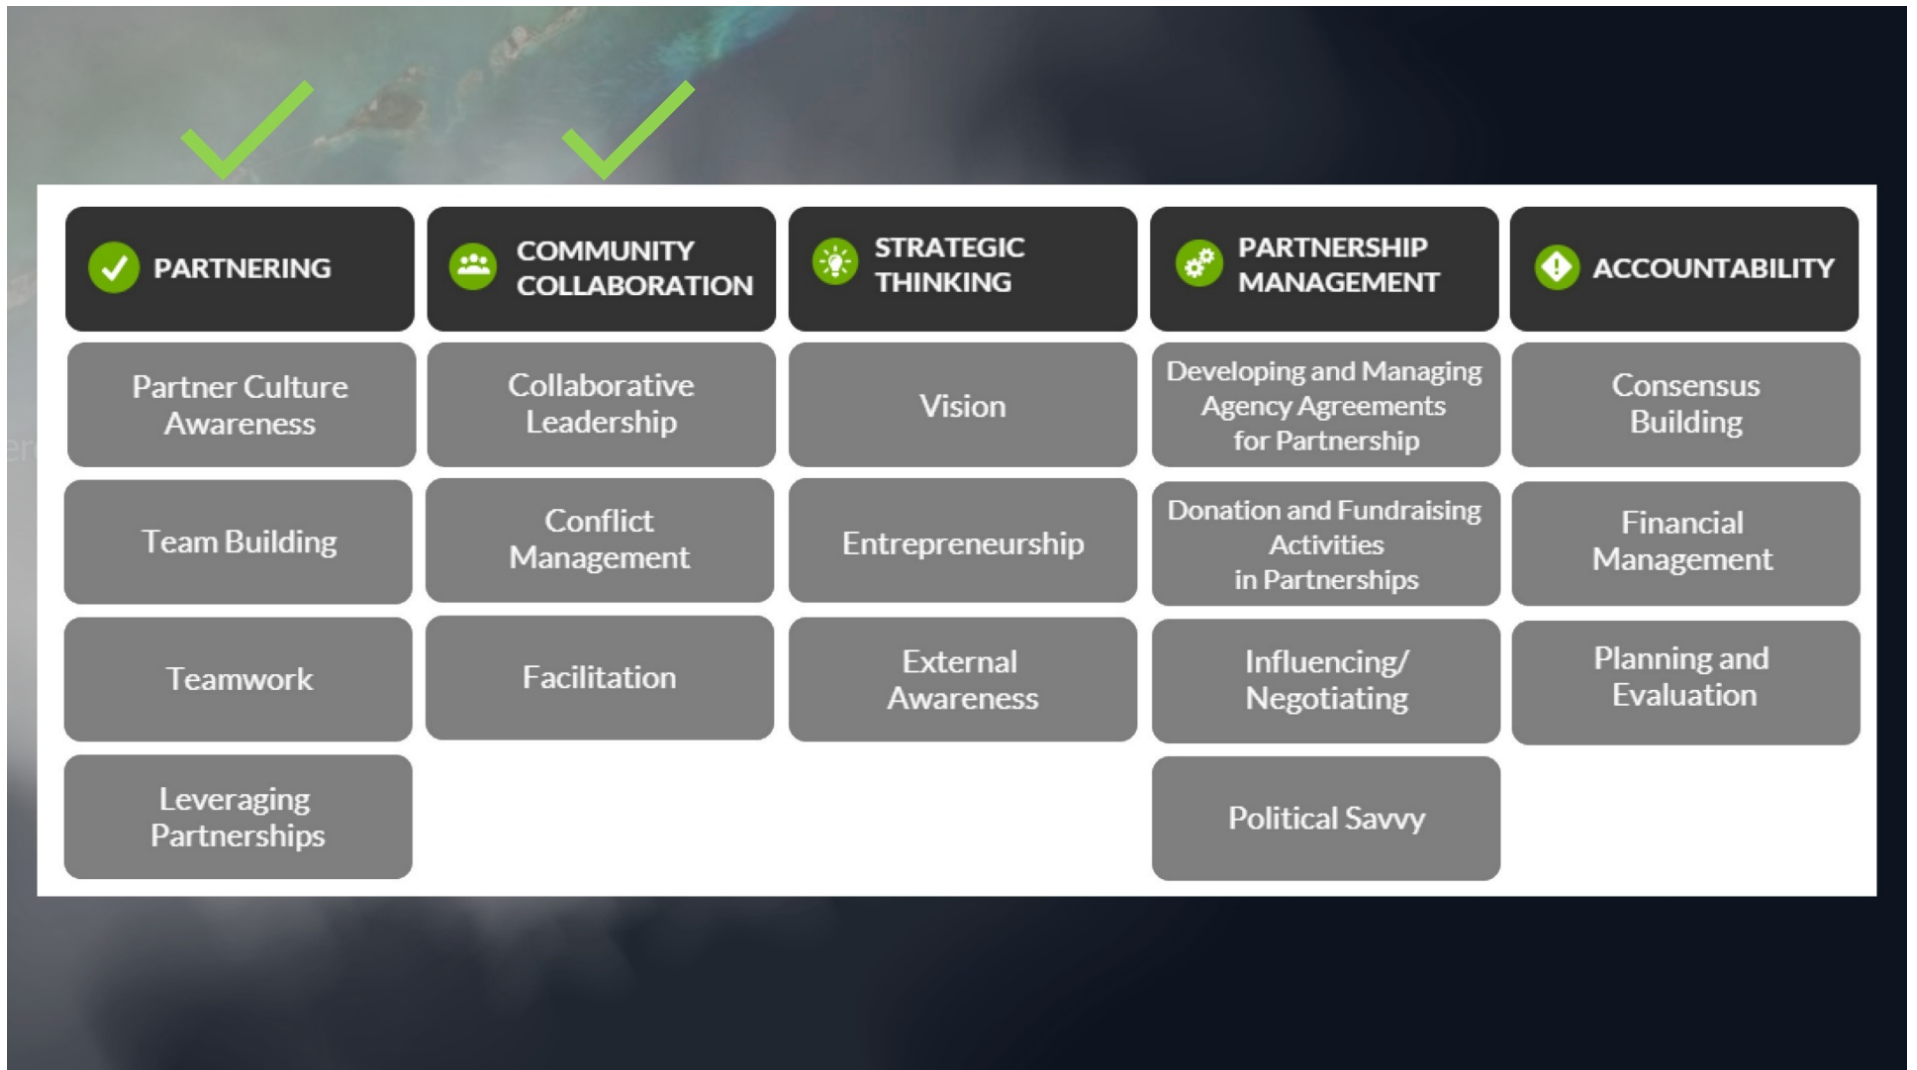 PARTNERING
COMMUNITY
COLLABORATION
STRATEGIC
THINKING
PARTNERSHIP
MANAGEMENT
ACCOUNTABILITY
Partner Culture
Awareness
Collaborative
Leadership
Vision
Developing and Managing
Agency Agreements
for Partnership
Consensus
Building
Team Building
Conflict
Management
Entrepreneurship
Donation and Fundraising
Activities
in Partnerships
Financial
Management
Teamwork
Facilitation
External
Awareness
Influencing/
Negotiating
Planning and
Evaluation
Leveraging
Partnerships
Political Savvy